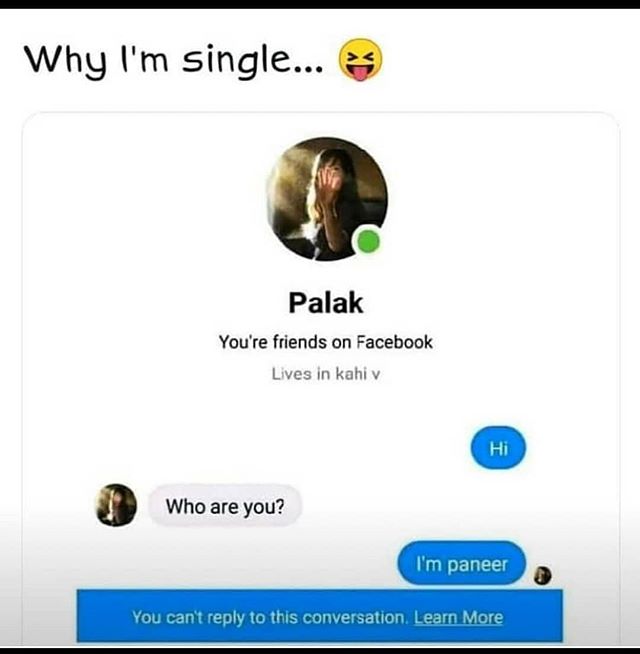 Why I'm single... 😝
Palak
You're friends on Facebook
Lives in kahi v
Hi
Who are you?
I'm paneer
You can't reply to this conversation. Learn More